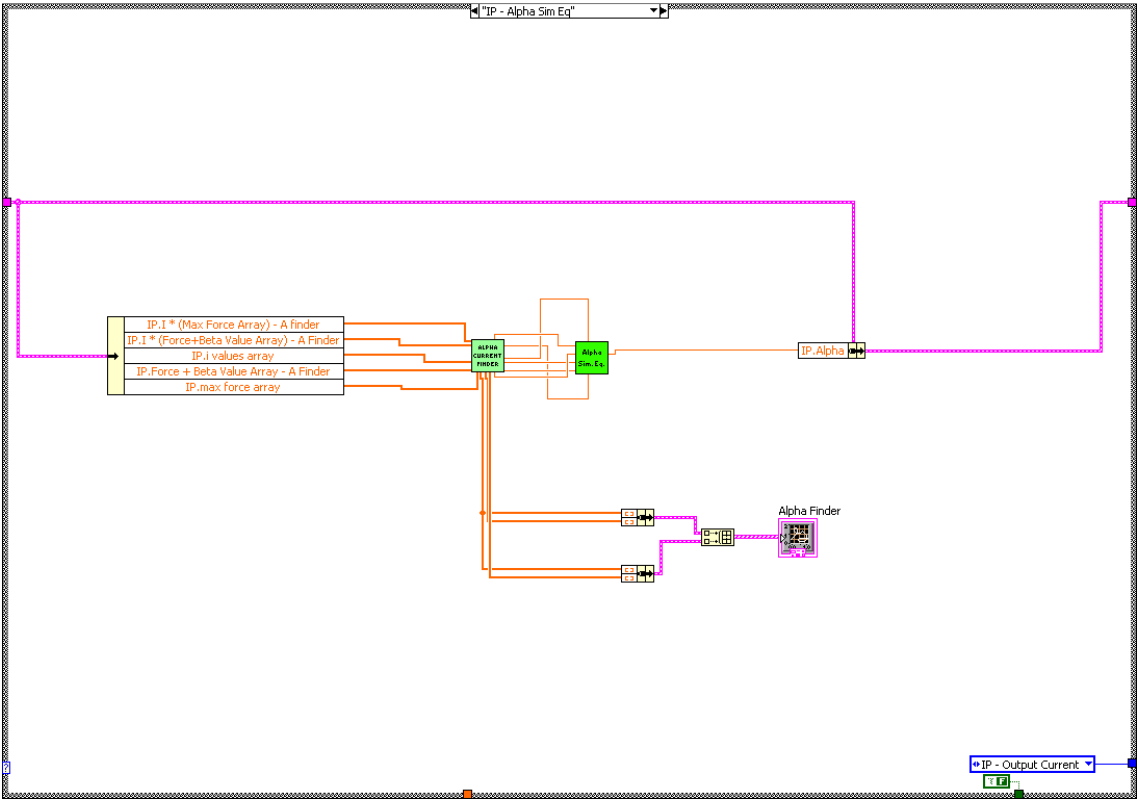 "IP - Alpha Sim Eq"
IP.I * (Max Force Array) - A finder
IP.I * (Force+Beta Value Array) - A Finder
IP.i values array
IP.Force + Beta Value Array - A Finder
IP.max force array
ALPHA
CURRENT
FINDER
Alpha
Sim. Eq.
IP.Alpha
Alpha Finder
?
IP - Output Current
T F